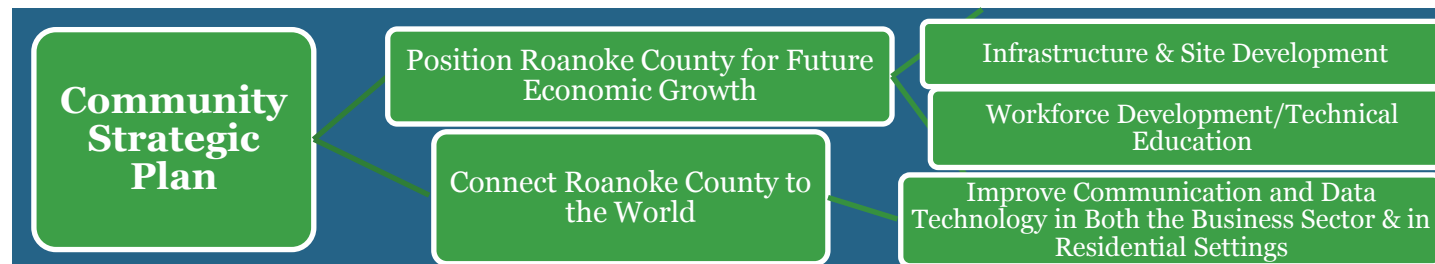 Community
Strategic
Plan
Position Roanoke County for Future
Economic Growth
Connect Roanoke County to
the World
Infrastructure & Site Development
Workforce Development/Technical
Education
Improve Communication and Data
Technology in Both the Business Sector & in
Residential Settings